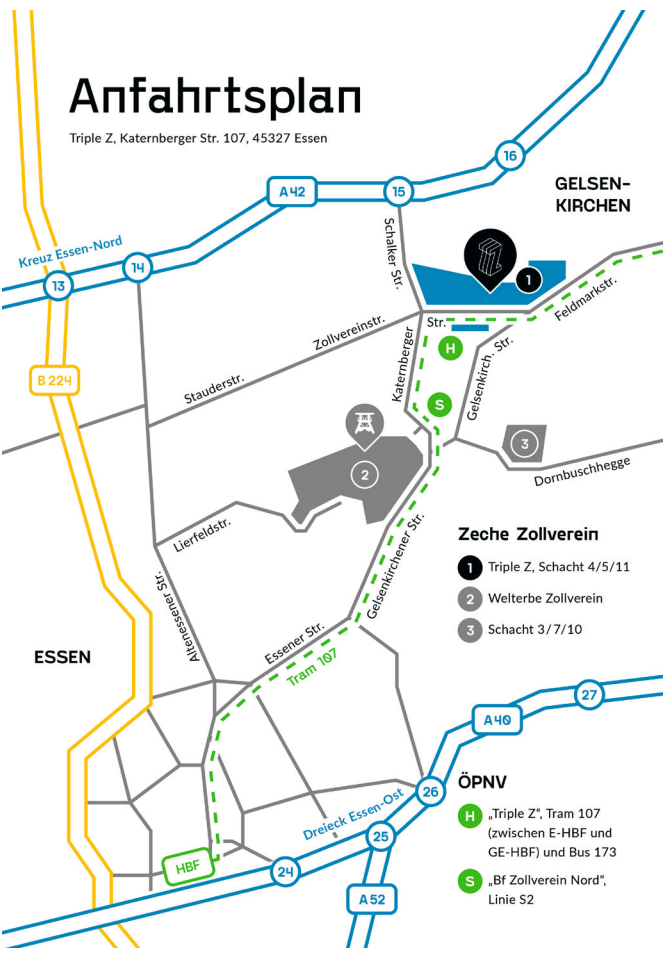 Anfahrtsplan
Triple Z, Katernberger Str. 107, 45327 Essen
16
GELSEN-
KIRCHEN
A 42
15
Kreuz Essen-Nord
14
13
Schalker Str.
1
Feldmarkstr.
Zollvereinstr.
Str.
H
Katernberger
Gelsenkirch. Str.
B 224
Stauderstr.
S
2
3
Dornbuschhegge
Lierfeldstr.
Gelsenkirchener Str.
Zeche Zollverein
1 Triple Z, Schacht 4/5/11
2 Welterbe Zollverein
3 Schacht 3/7/10
Altenessener Str.
Essener Str.
Tram 107
ESSEN
27
A 40
26
Dreieck Essen-Ost
25
HBF
24
A 52
ÖPNV
H „Triple Z“, Tram 107
(zwischen E-HBF und
GE-HBF) und Bus 173
S „Bf Zollverein Nord“,
Linie S2